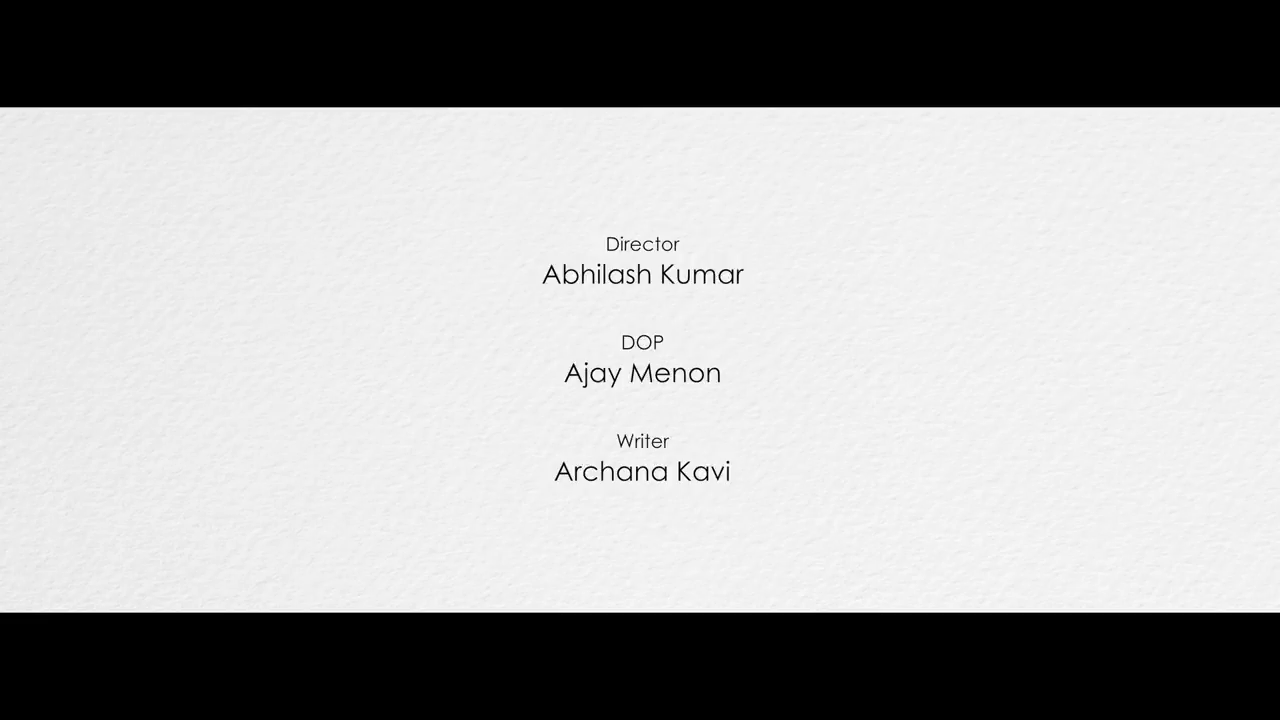 Director
Abhilash Kumar
DOP
Ajay Menon
Writer
Archana Kavi